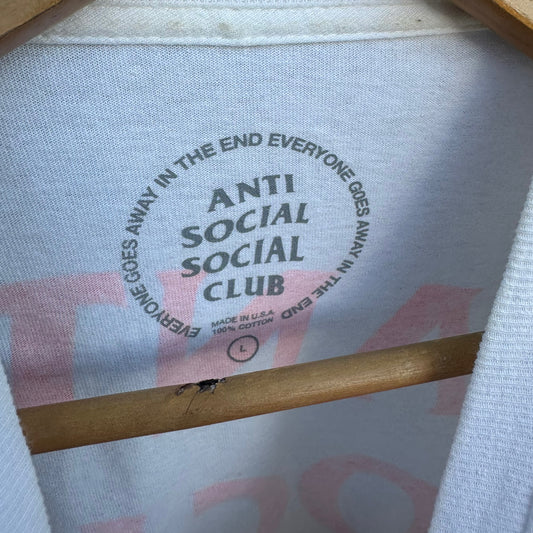 EVERYONE GOES AWAY IN THE END EVERYONE GOES AWAY IN THE END
ANTI
SOCIAL
SOCIAL
CLUB
MADE IN U.S.A.
100% COTTON
L